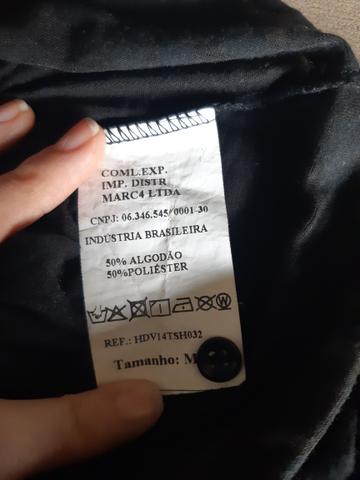 COML.EXP.
IMP. DISTR
MARC4 LTDA
CNPJ: 06.346.545/0001-30
INDÚSTRIA BRASILEIRA
50% ALGODÃO
50%POLIÉSTER
REF.: HDV14TSH032
Tamanho: M